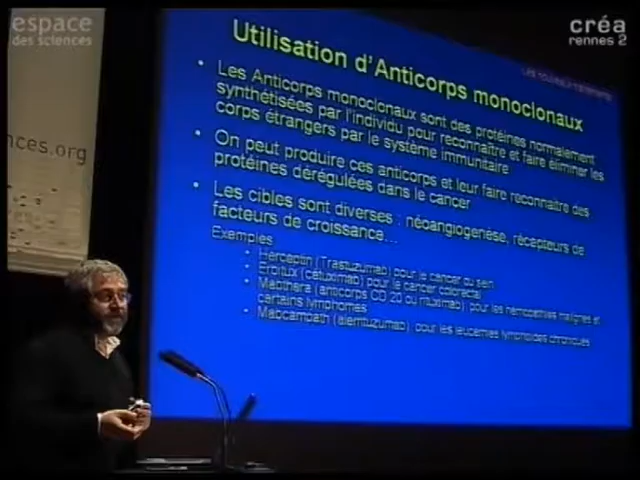 espace
des sciences
créa
rennes 2
nces.org
Utilisation d'Anticorps monoclonaux
• Les Anticorps monoclonaux sont des protéines normalement
synthétisées par l'individu pour reconnaître et faire éliminer les
corps étrangers par le système immunitaire
• On peut produire ces anticorps et leur faire reconnaitre des
protéines dérégulées dans le cancer
• Les cibles sont diverses : néoangiogenèse, récepteurs de
facteurs de croissance...
Exemples
• Herceptin (Trastuzumab) pour le cancer du sein
• Erbitux (cétuximab) pour le cancer colorectal
• Mabthera (anticorps CD 20 ou rituximab) pour les hémopathies malignes et
certains lymphomes
• Mabcampath (alemtuzumab) pour les leucémies lymphoïdes chroniques